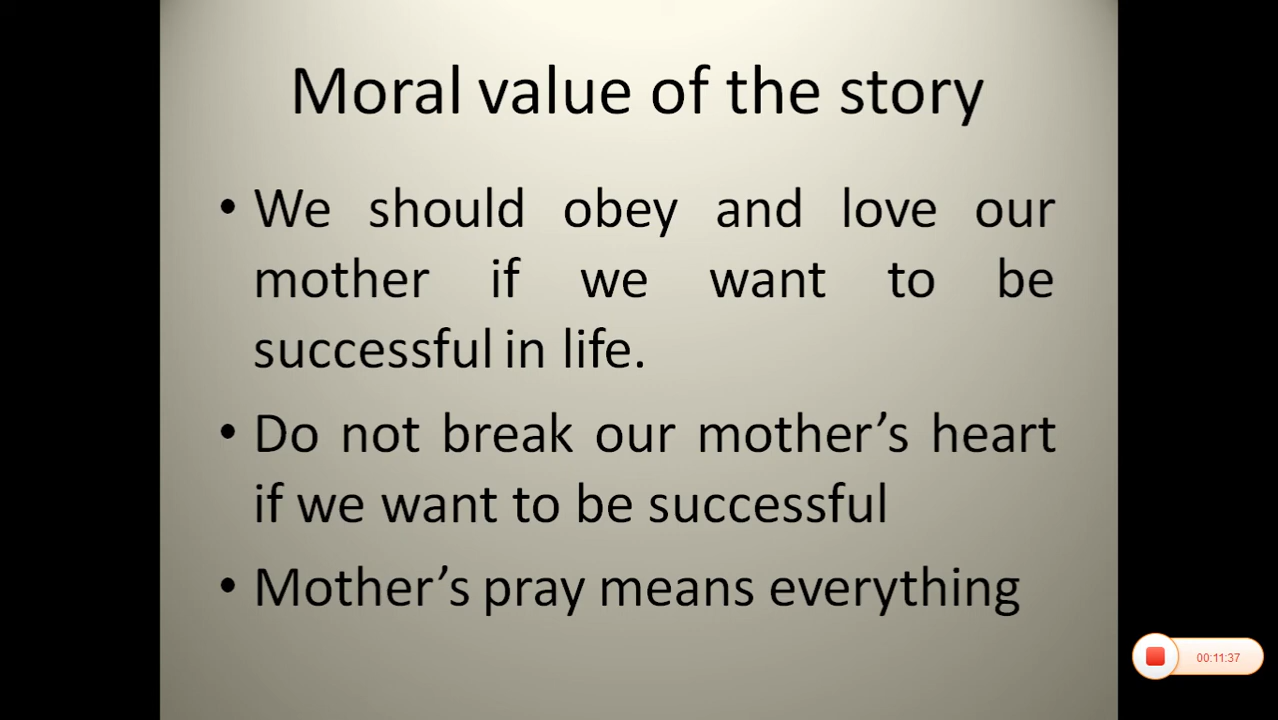 Moral value of the story
• We should obey and love our
mother if we want to be
successful in life.
• Do not break our mother’s heart
if we want to be successful
• Mother’s pray means everything
00:11:37